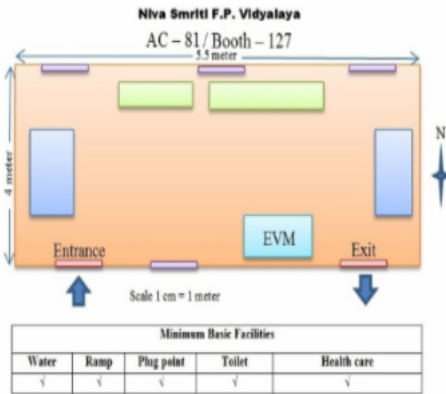 Niva Smriti F.P. Vidyalaya
AC – 81/ Booth – 127
5.5 meter
N
4 meter
EVM
Entrance
Exit
Scale 1 cm = 1 meter
Minimum Basic Facilities
Water Ramp Plug point Toilet Health care
√ √ √ √ √